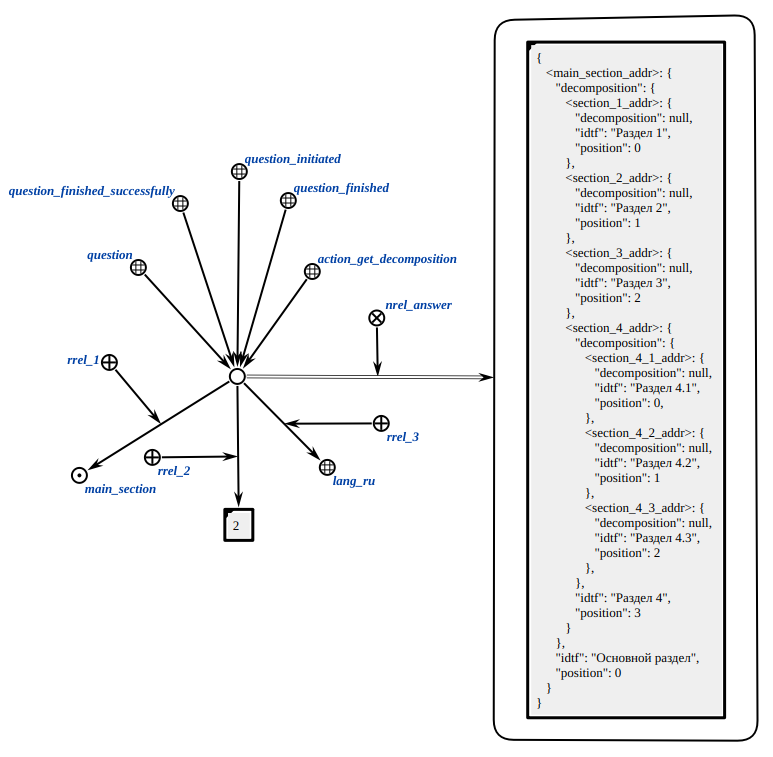 question_initiated
question_finished_successfully
question_finished
question
action_get_decomposition
nrel_answer
rrel_1
rrel_3
rrel_2
main_section
lang_ru
2
{
<main_section_addr>: {
"decomposition": {
<section_1_addr>: {
"decomposition": null,
"idtf": "Раздел 1",
"position": 0
},
<section_2_addr>: {
"decomposition": null,
"idtf": "Раздел 2",
"position": 1
},
<section_3_addr>: {
"decomposition": null,
"idtf": "Раздел 3",
"position": 2
},
<section_4_addr>: {
"decomposition": {
<section_4_1_addr>: {
"decomposition": null,
"idtf": "Раздел 4.1",
"position": 0,
},
<section_4_2_addr>: {
"decomposition": null,
"idtf": "Раздел 4.2",
"position": 1
},
<section_4_3_addr>: {
"decomposition": null,
"idtf": "Раздел 4.3",
"position": 2
},
},
"idtf": "Раздел 4",
"position": 3
}
},
"idtf": "Основной раздел",
"position": 0
}
}